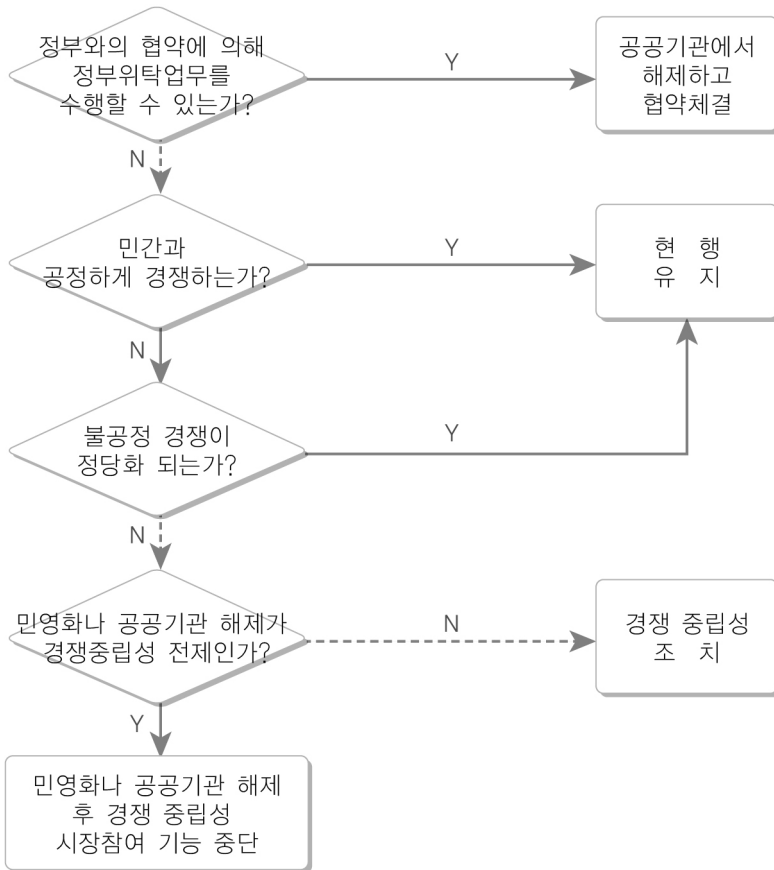 정부와의 협약에 의해
정부위탁업무를
수행할 수 있는가?
Y
공공기관에서
해제하고
협약체결
N
민간과
공정하게 경쟁하는가?
Y
현 행
유 지
N
불공정 경쟁이
정당화 되는가?
Y
N
민영화나 공공기관 해제가
경쟁중립성 전제인가?
N
경쟁 중립성
조 치
Y
민영화나 공공기관 해제
후 경쟁 중립성
시장참여 기능 중단